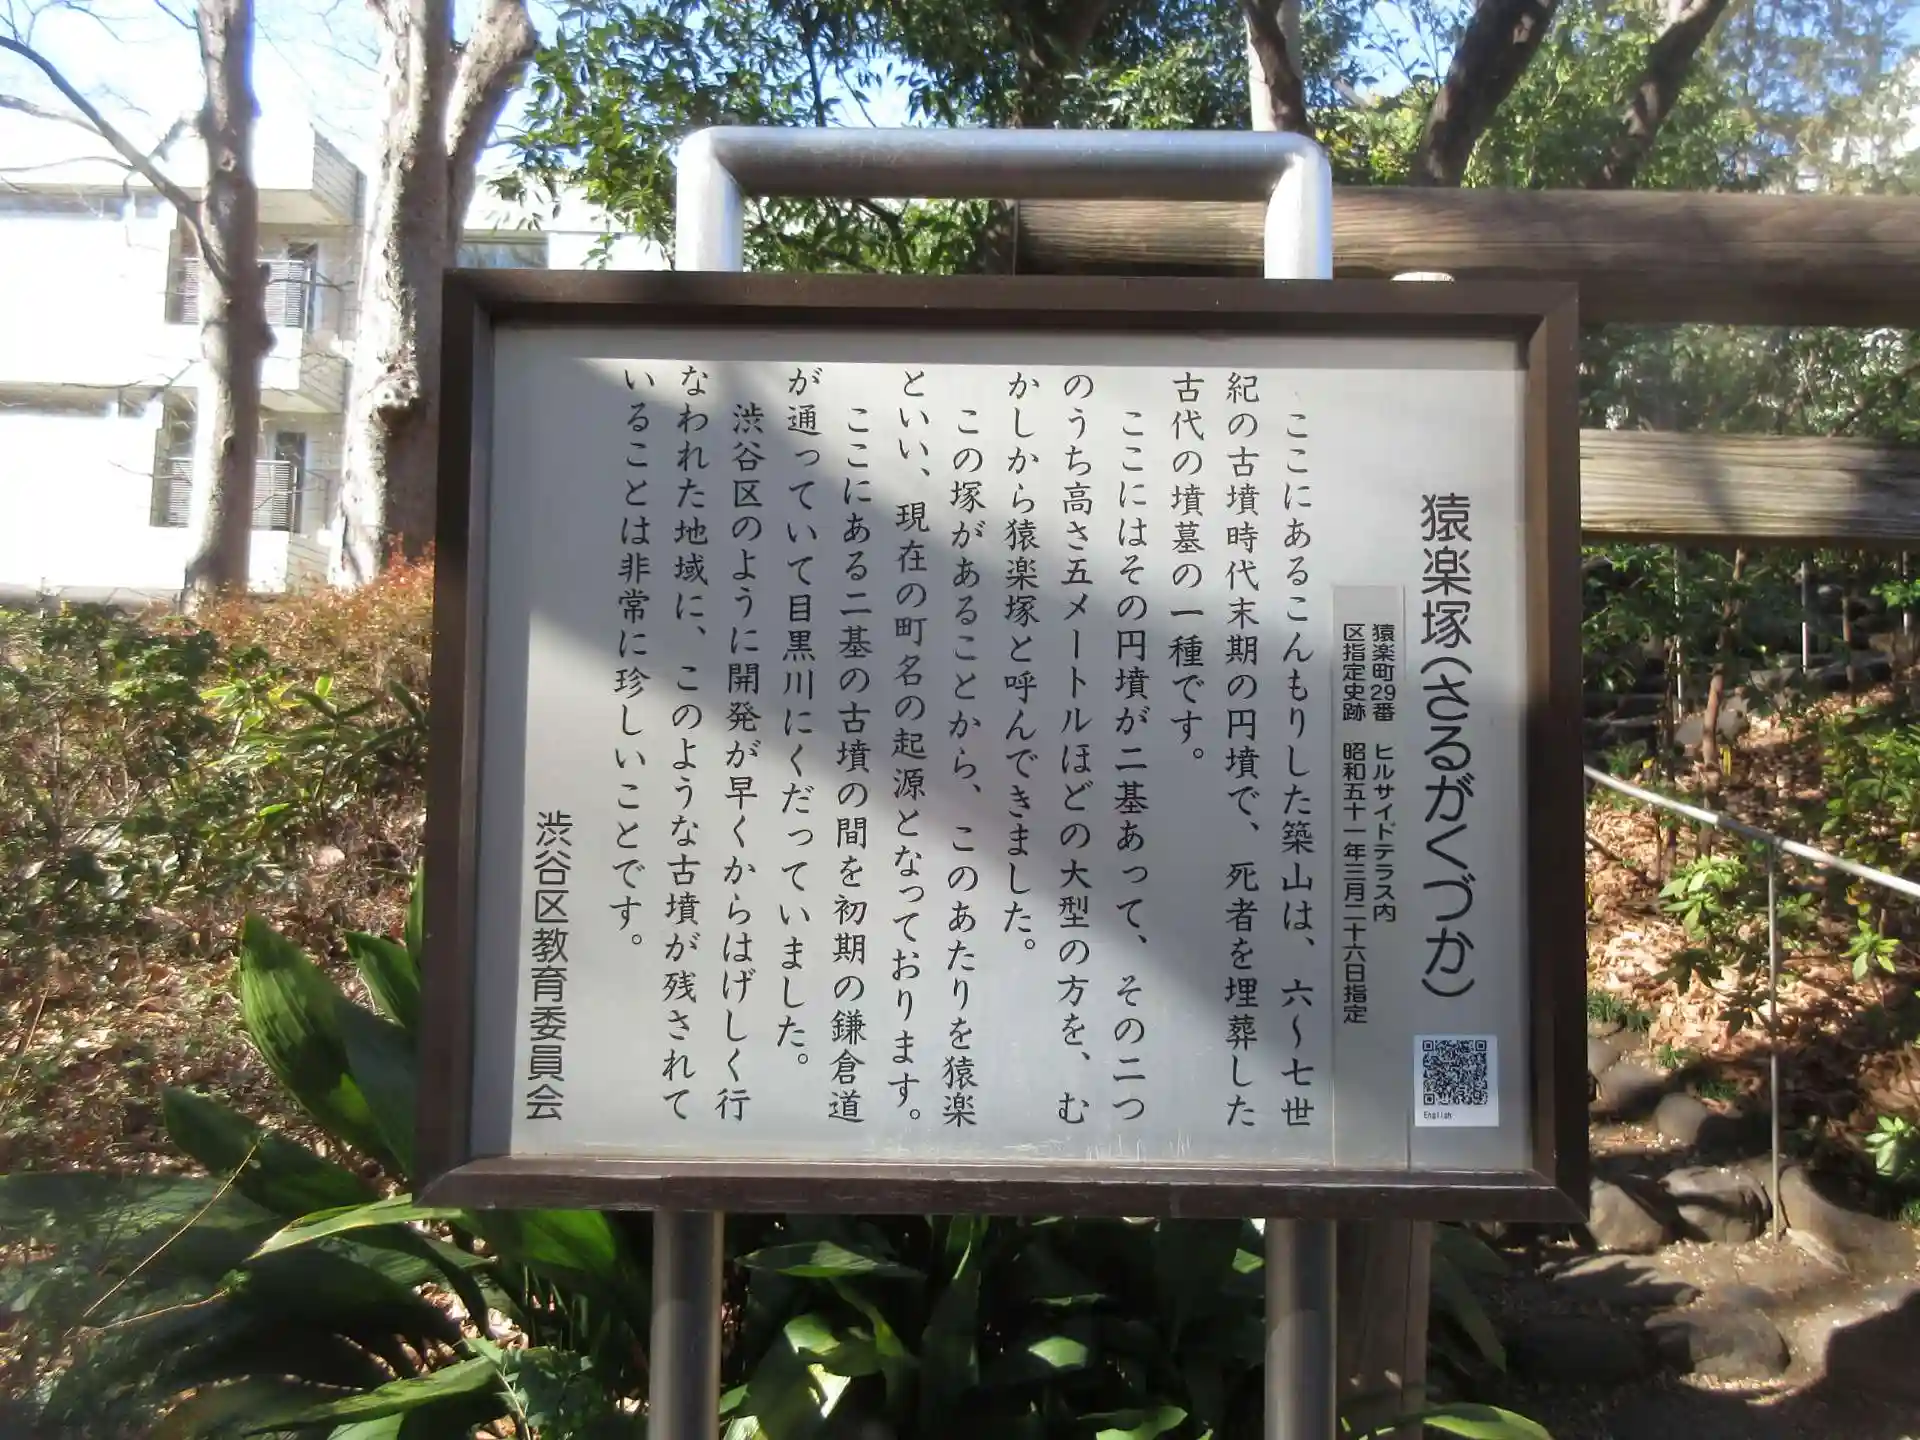 猿楽塚(さるがくづか)
猿楽町29番 ヒルサイドテラス内
区指定史跡 昭和五十一年三月二十六日指定
ここにあるこんもりした築山は、六〜七世
紀の古墳時代末期の円墳で、死者を埋葬した
古代の墳墓の一種です。
ここにはその円墳が二基あって、その二つ
のうち高さ五メートルほどの大型の方を、む
かしから猿楽塚と呼んできました。
この塚があることから、このあたりを猿楽
といい、現在の町名の起源となっております。
ここにある二基の古墳の間を初期の鎌倉道
が通っていて目黒川にくだっていました。
渋谷区のように開発が早くからはげしく行
なわれた地域に、このような古墳が残されて
いることは非常に珍しいことです。
渋谷区教育委員会
English